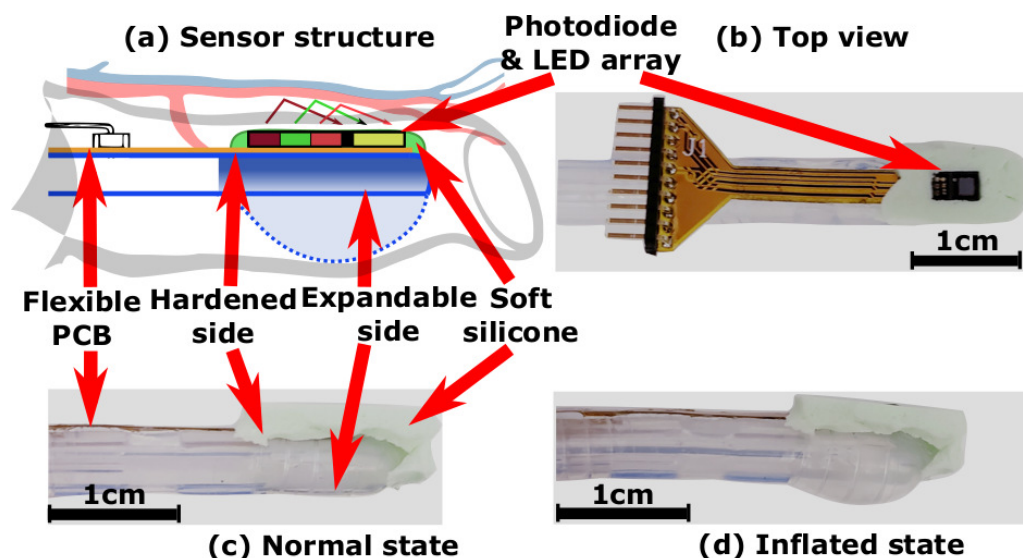 (a) Sensor structure
Photodiode
& LED array
(b) Top view
J1
1cm
Flexible
PCB
Hardened
side
Expandable
side
Soft
silicone
1cm
1cm
(c) Normal state
(d) Inflated state